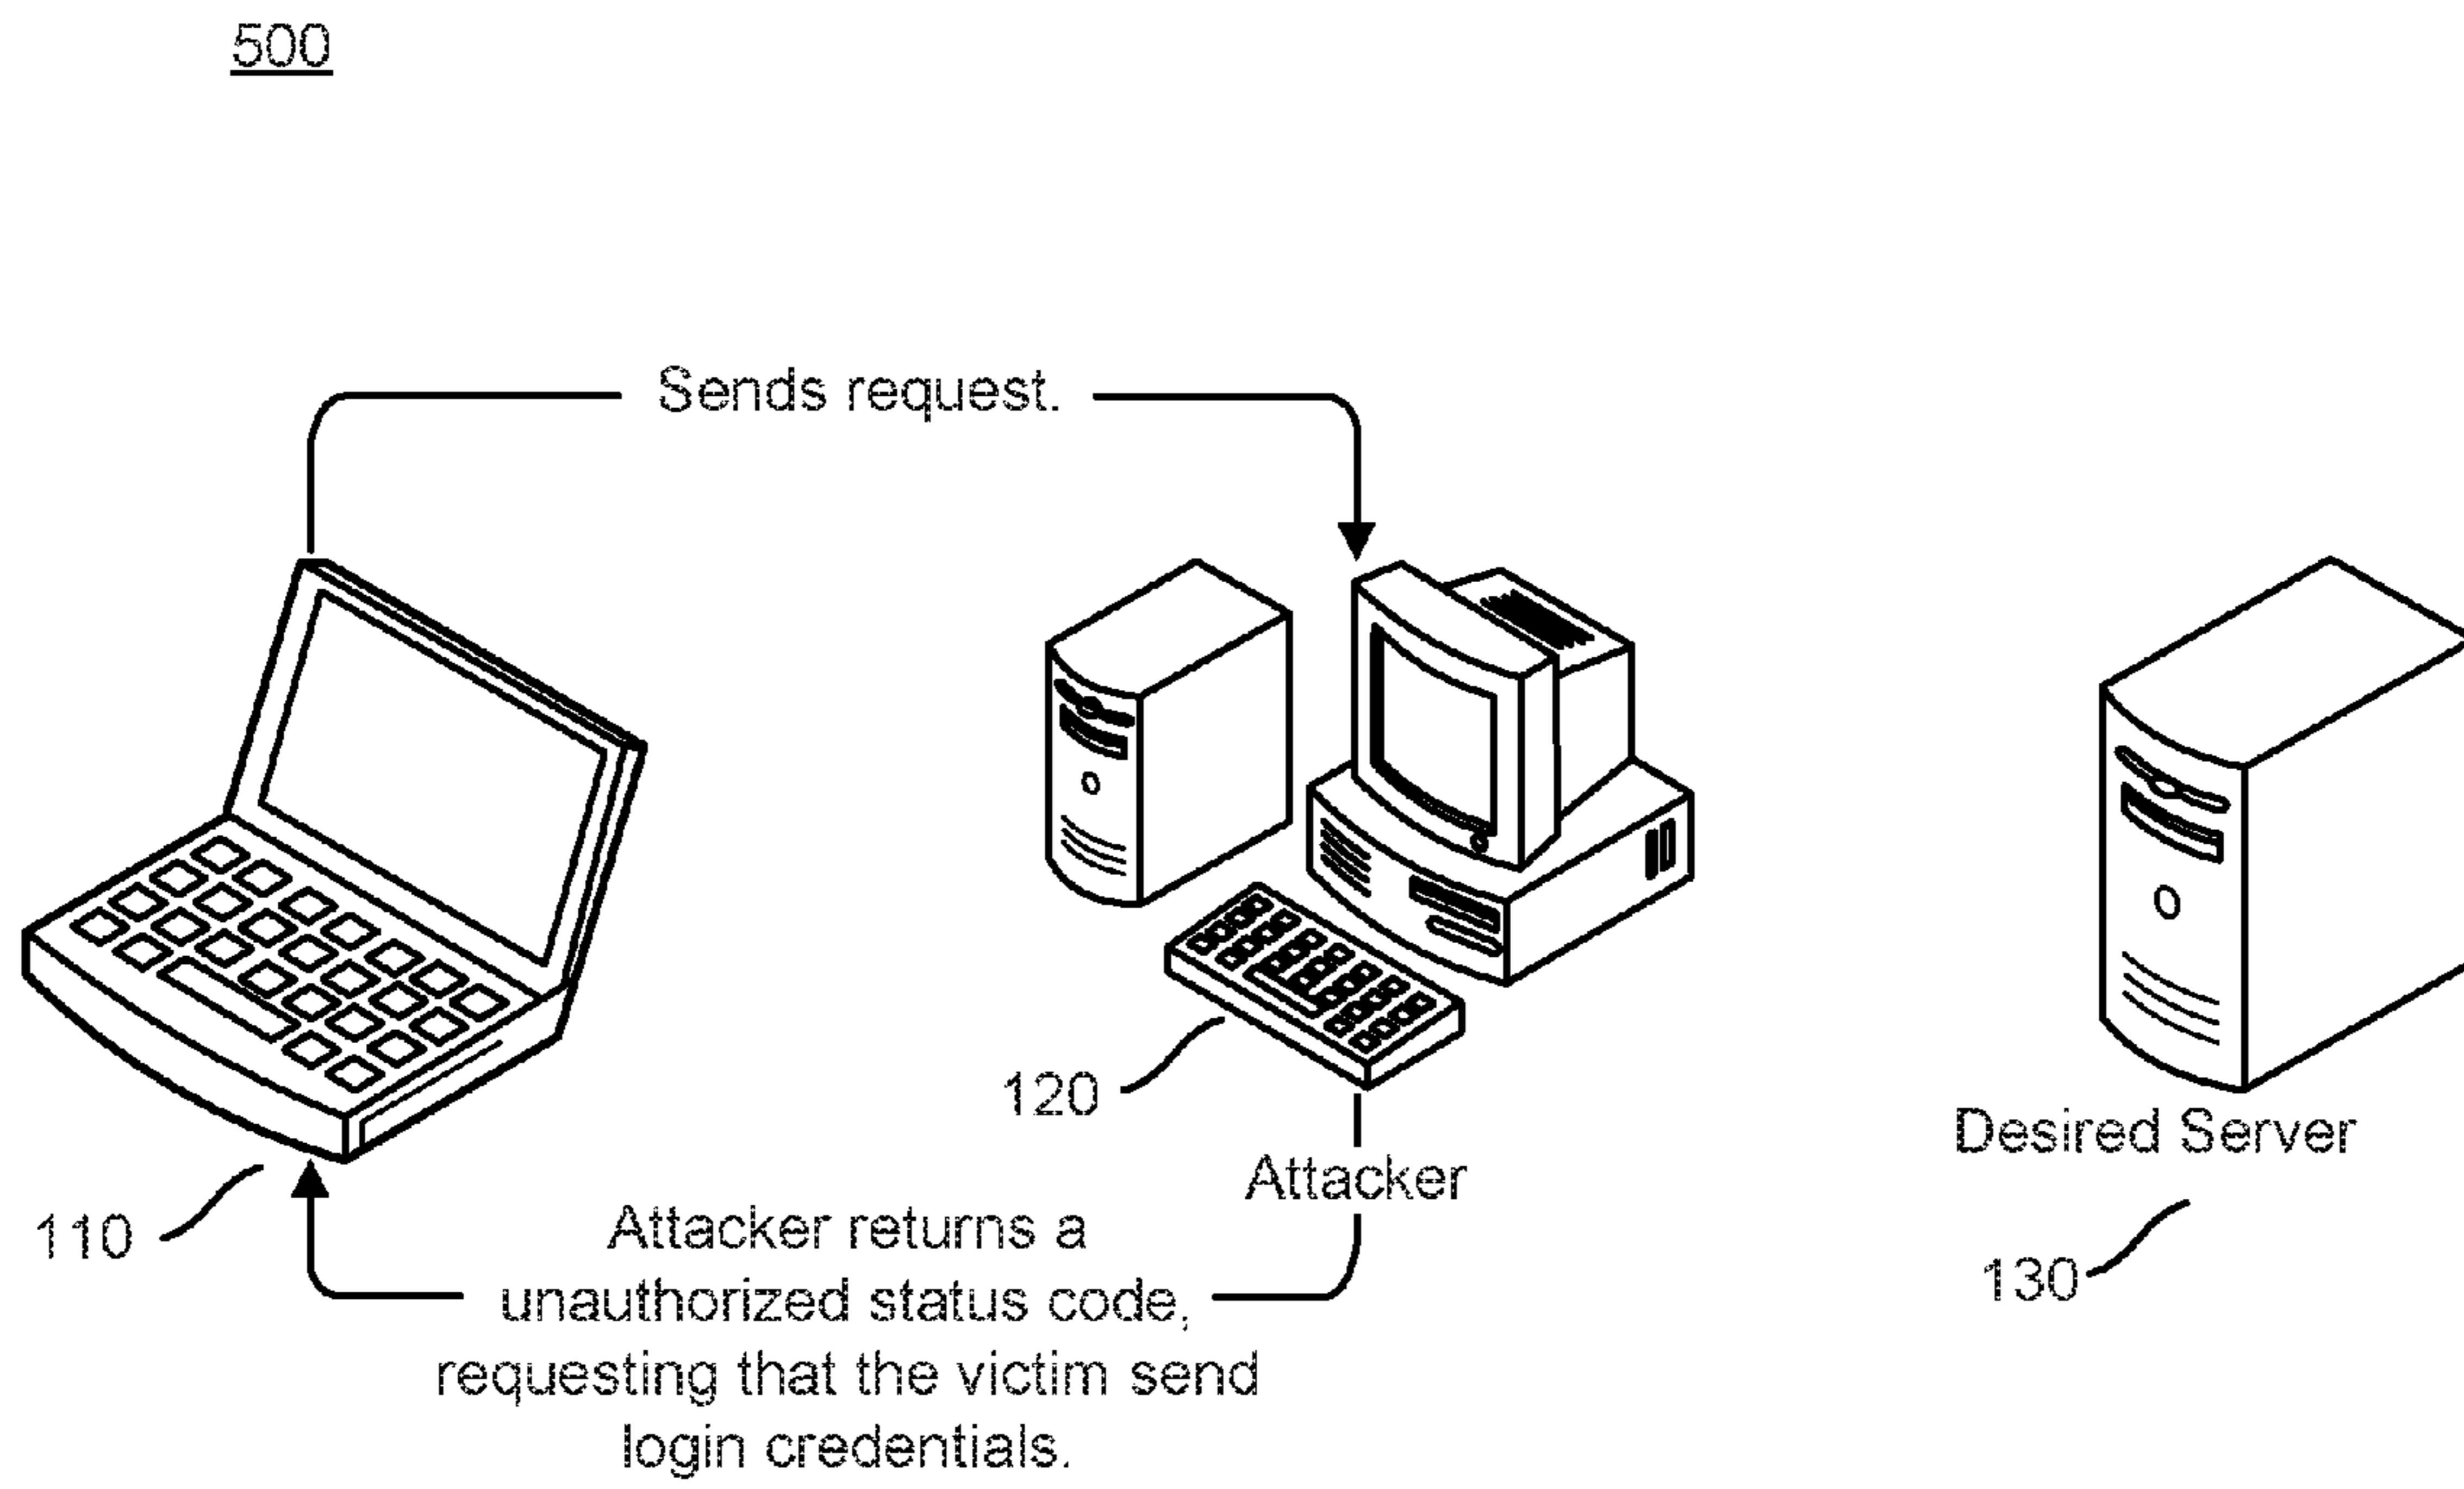 500
Sends request.
120
Desired Server
Attacker
110
Attacker returns a
unauthorized status code,
requesting that the victim send
login credentials.
130